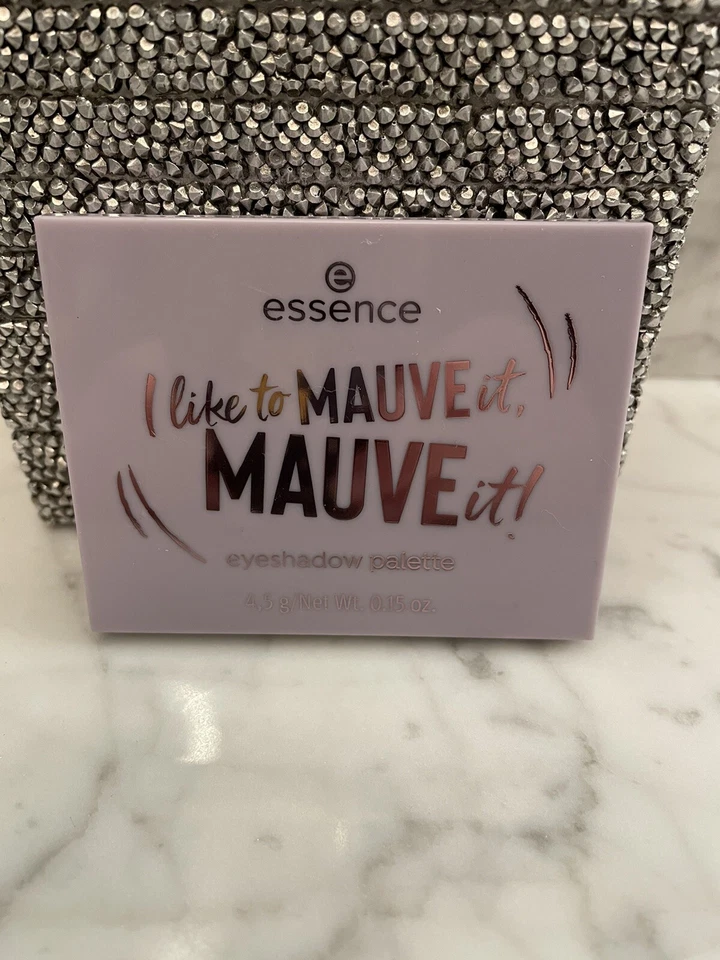 e
essence
I like to MAUVE it,
MAUVE it!
eyeshadow palette
4,5 g/Net Wt. 0.15 oz.